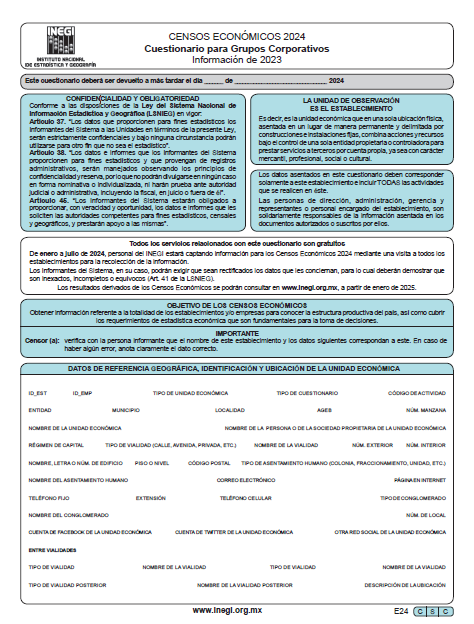 INEGI
INSTITUTO NACIONAL
DE ESTADÍSTICA Y GEOGRAFÍA
CENSOS ECONÓMICOS 2024
Cuestionario para Grupos Corporativos
Información de 2023
Este cuestionario deberá ser devuelto a más tardar el día _____ de _____________________ 2024
CONFIDENCIALIDAD Y OBLIGATORIEDAD
Conforme a las disposiciones de la Ley del Sistema Nacional de
Información Estadística y Geográfica (LSNIEG) en vigor:
Artículo 37. "Los datos que proporcionen para fines estadísticos los
Informantes del Sistema a las Unidades en términos de la presente Ley,
serán estrictamente confidenciales y bajo ninguna circunstancia podrán
utilizarse para otro fin que no sea el estadístico".
Artículo 38. "Los datos e informes que los Informantes del Sistema
proporcionen para fines estadísticos y que provengan de registros
administrativos, serán manejados observando los principios de
confidencialidad y reserva, por lo que no podrán divulgarse en ningún caso
en forma nominativa o individualizada, ni harán prueba ante autoridad
judicial o administrativa, incluyendo la fiscal, en juicio o fuera de él".
Artículo 45. "Los Informantes del Sistema estarán obligados a
proporcionar, con veracidad y oportunidad, los datos e informes que les
soliciten las autoridades competentes para fines estadísticos, censales
y geográficos, y prestarán apoyo a las mismas".
LA UNIDAD DE OBSERVACIÓN
ES EL ESTABLECIMIENTO
Es decir, es la unidad económica que en una sola ubicación física,
asentada en un lugar de manera permanente y delimitada por
construcciones e instalaciones fijas, combina acciones y recursos
bajo el control de una sola entidad propietaria o controladora para
prestar servicios a terceros por cuenta propia, ya sea con carácter
mercantil, profesional, social o cultural.
Los datos asentados en este cuestionario deben corresponder
solamente a este establecimiento e incluir TODAS las actividades
que se realicen en éste.
Las personas de dirección, administración, gerencia y
representantes o personal encargado del establecimiento, son
solidariamente responsables de la información asentada en los
documentos autorizados o suscritos por ellos.
Todos los servicios relacionados con este cuestionario son gratuitos
De enero a julio de 2024, personal del INEGI estará captando información para los Censos Económicos 2024 mediante una visita a todos los
establecimientos para la recolección de la información.
Los Informantes del Sistema, en su caso, podrán exigir que sean rectificados los datos que les conciernan, para lo cual deberán demostrar que
son inexactos, incompletos o equívocos (Art. 41 de la LSNIEG).
Los resultados derivados de los Censos Económicos se podrán consultar en www.inegi.org.mx, a partir de enero de 2025.
OBJETIVO DE LOS CENSOS ECONÓMICOS
Obtener información referente a la totalidad de los establecimientos y/o empresas para conocer la estructura productiva del país, así como cubrir
los requerimientos de estadística económica que son fundamentales para la toma de decisiones.
IMPORTANTE
Censor (a): verifica con la persona informante que el nombre de este establecimiento y los datos siguientes correspondan a este. En caso de
haber algún error, anota claramente el dato correcto.
DATOS DE REFERENCIA GEOGRÁFICA, IDENTIFICACIÓN Y UBICACIÓN DE LA UNIDAD ECONÓMICA
ID_EST ID_EMP TIPO DE UNIDAD ECONÓMICA TIPO DE CUESTIONARIO CÓDIGO DE ACTIVIDAD
ENTIDAD MUNICIPIO LOCALIDAD AGEB NÚM. MANZANA
NOMBRE DE LA UNIDAD ECONÓMICA NOMBRE DE LA PERSONA O DE LA SOCIEDAD PROPIETARIA DE LA UNIDAD ECONÓMICA
RÉGIMEN DE CAPITAL TIPO DE VIALIDAD (CALLE, AVENIDA, PRIVADA, ETC.) NOMBRE DE LA VIALIDAD NÚM. EXTERIOR NÚM. INTERIOR
NOMBRE, LETRA O NÚM. DE EDIFICIO PISO O NIVEL CÓDIGO POSTAL TIPO DE ASENTAMIENTO HUMANO (COLONIA, FRACCIONAMIENTO, UNIDAD, ETC.)
NOMBRE DEL ASENTAMIENTO HUMANO CORREO ELECTRÓNICO PÁGINA EN INTERNET
TELÉFONO FIJO EXTENSIÓN TELÉFONO CELULAR TIPO DE CONGLOMERADO
NOMBRE DEL CONGLOMERADO NÚM. DE LOCAL
CUENTA DE FACEBOOK DE LA UNIDAD ECONÓMICA CUENTA DE TWITTER DE LA UNIDAD ECONÓMICA OTRA RED SOCIAL DE LA UNIDAD ECONÓMICA
ENTRE VIALIDADES
TIPO DE VIALIDAD NOMBRE DE LA VIALIDAD TIPO DE VIALIDAD NOMBRE DE LA VIALIDAD
TIPO DE VIALIDAD POSTERIOR NOMBRE DE LA VIALIDAD POSTERIOR DESCRIPCIÓN DE LA UBICACIÓN
www.inegi.org.mx
E24 C S C